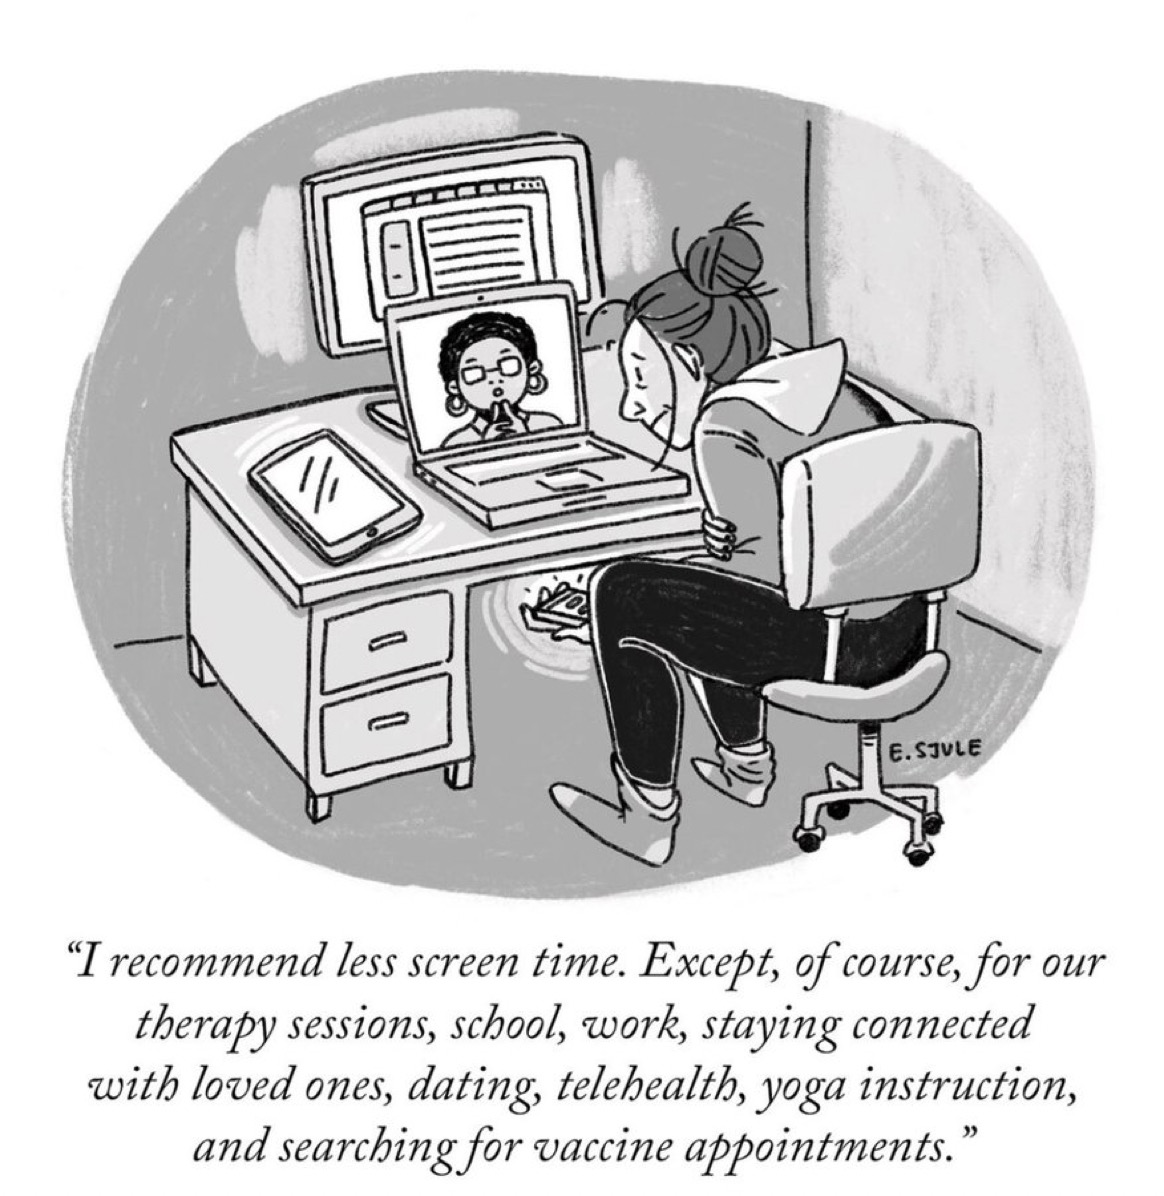 E. SJULE
“I recommend less screen time. Except, of course, for our
therapy sessions, school, work, staying connected
with loved ones, dating, telehealth, yoga instruction,
and searching for vaccine appointments.”